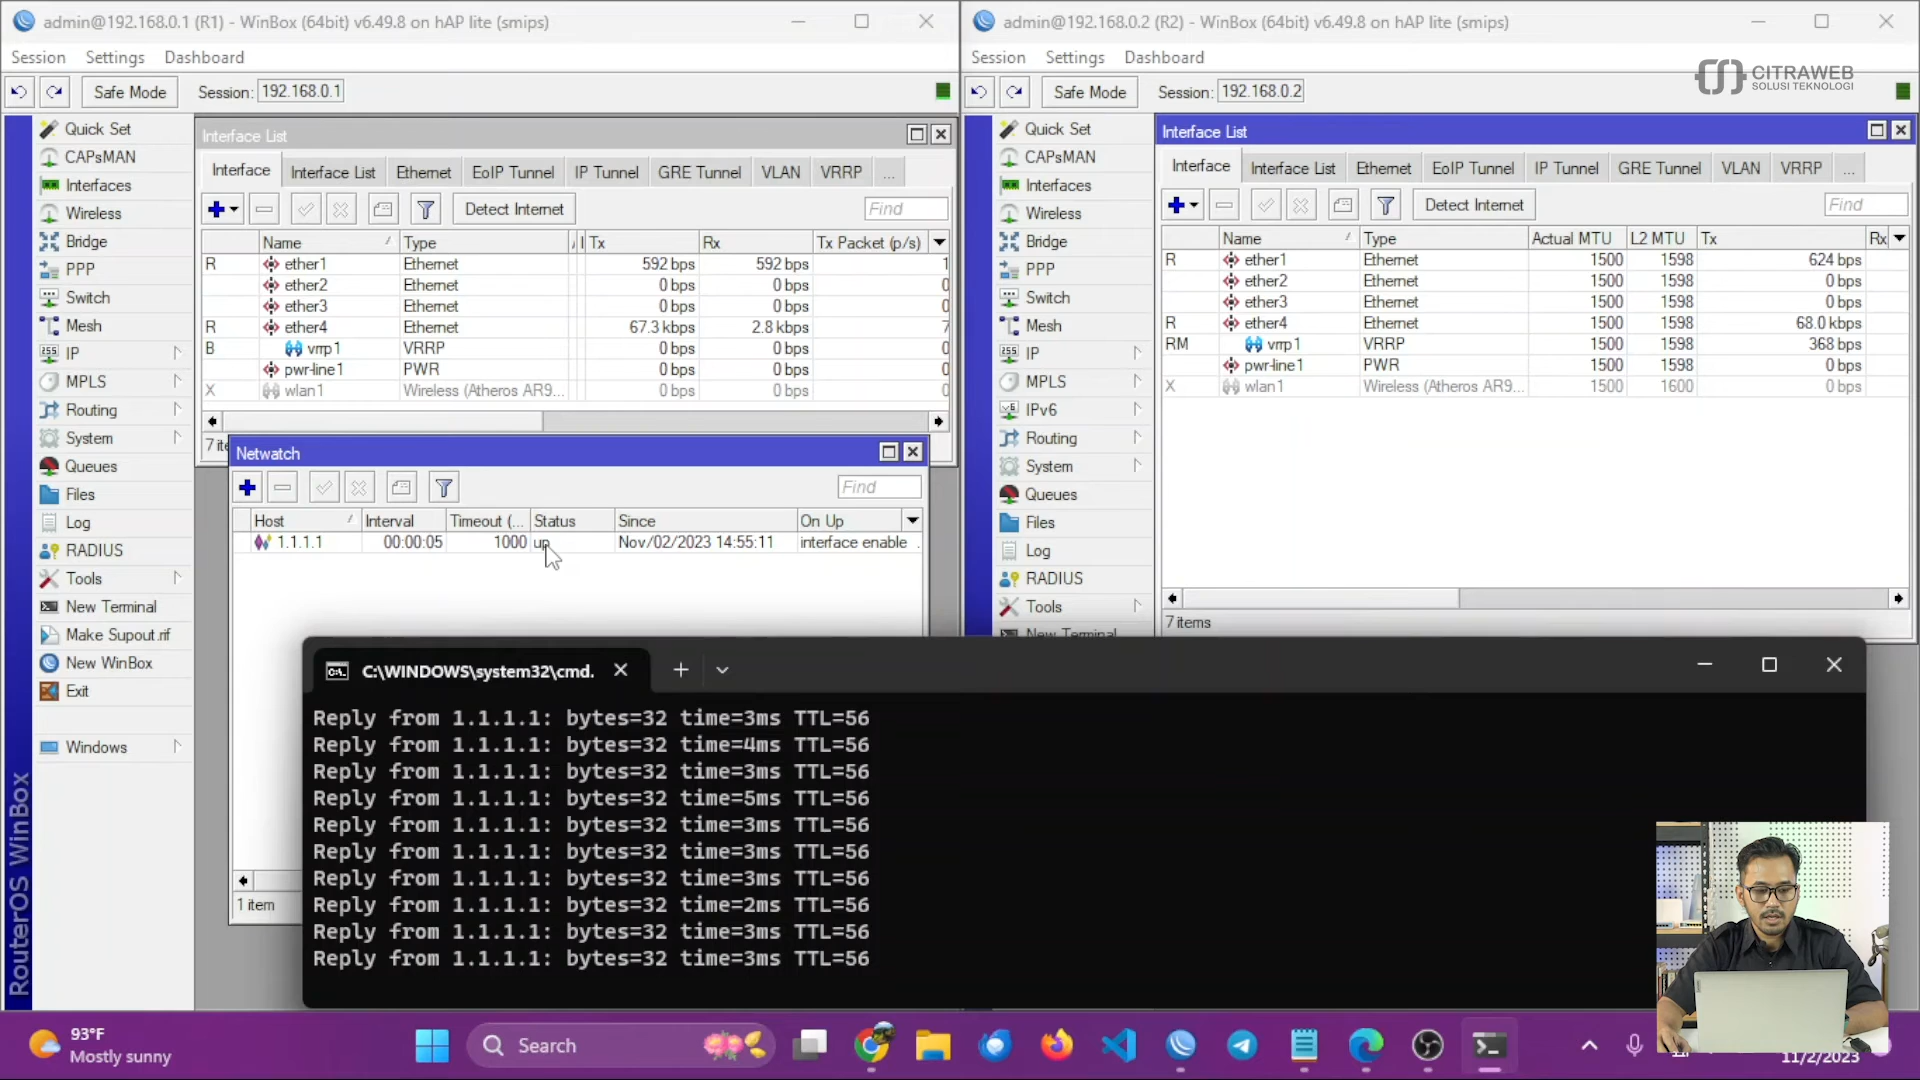 admin@192.168.0.1 (R1) - WinBox (64bit) v6.49.8 on hAP lite (smips)
Session Settings Dashboard
Safe Mode Session: 192.168.0.1
Quick Set
CAPsMAN
Interfaces
Wireless
Bridge
PPP
Switch
Mesh
IP
MPLS
Routing
System
Queues
Files
Log
RADIUS
Tools
New Terminal
Make Supout.rif
New WinBox
Exit
Windows
RouterOS WinBox
Interface List
Interface Interface List Ethernet EoIP Tunnel IP Tunnel GRE Tunnel VLAN VRRP ...
Detect Internet Find
Name Type Tx Rx Tx Packet (p/s)
R ether1 Ethernet 592 bps 592 bps 1
ether2 Ethernet 0 bps 0 bps 0
ether3 Ethernet 0 bps 0 bps 0
R ether4 Ethernet 67.3 kbps 2.8 kbps 7
B vrrp1 VRRP 0 bps 0 bps 0
pwr-line1 PWR 0 bps 0 bps 0
X wlan1 Wireless (Atheros AR9... 0 bps 0 bps 0
7 ite
Netwatch
Find
Host Interval Timeout (... Status Since On Up
1.1.1.1 00:00:05 1000 up Nov/02/2023 14:55:11 interface enable .
1 item
admin@192.168.0.2 (R2) - WinBox (64bit) v6.49.8 on hAP lite (smips)
Session Settings Dashboard
CITRAWEB
SOLUSI TEKNOLOGI
Safe Mode Session: 192.168.0.2
Quick Set
CAPsMAN
Interfaces
Wireless
Bridge
PPP
Switch
Mesh
IP
MPLS
IPv6
Routing
System
Queues
Files
Log
RADIUS
Tools
New Terminal
Interface List
Interface Interface List Ethernet EoIP Tunnel IP Tunnel GRE Tunnel VLAN VRRP ...
Detect Internet Find
Name Type Actual MTU L2 MTU Tx Rx
R ether1 Ethernet 1500 1598 624 bps
ether2 Ethernet 1500 1598 0 bps
ether3 Ethernet 1500 1598 0 bps
R ether4 Ethernet 1500 1598 68.0 kbps
RM vrrp1 VRRP 1500 1598 368 bps
pwr-line1 PWR 1500 1598 0 bps
X wlan1 Wireless (Atheros AR9... 1500 1600 0 bps
7 items
C:\WINDOWS\system32\cmd.
Reply from 1.1.1.1: bytes=32 time=3ms TTL=56
Reply from 1.1.1.1: bytes=32 time=4ms TTL=56
Reply from 1.1.1.1: bytes=32 time=3ms TTL=56
Reply from 1.1.1.1: bytes=32 time=5ms TTL=56
Reply from 1.1.1.1: bytes=32 time=3ms TTL=56
Reply from 1.1.1.1: bytes=32 time=3ms TTL=56
Reply from 1.1.1.1: bytes=32 time=3ms TTL=56
Reply from 1.1.1.1: bytes=32 time=2ms TTL=56
Reply from 1.1.1.1: bytes=32 time=3ms TTL=56
Reply from 1.1.1.1: bytes=32 time=3ms TTL=56
93°F
Mostly sunny
Search
11/2/2023